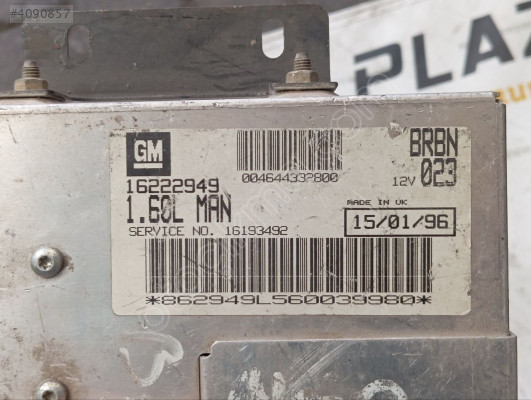 #4090857
PLAZ
GM
004644332800
BRBN
16222949
12V 023
1.60L MAN
MADE IN UK
SERVICE NO. 16193492
15/01/96
*862949L560039980*